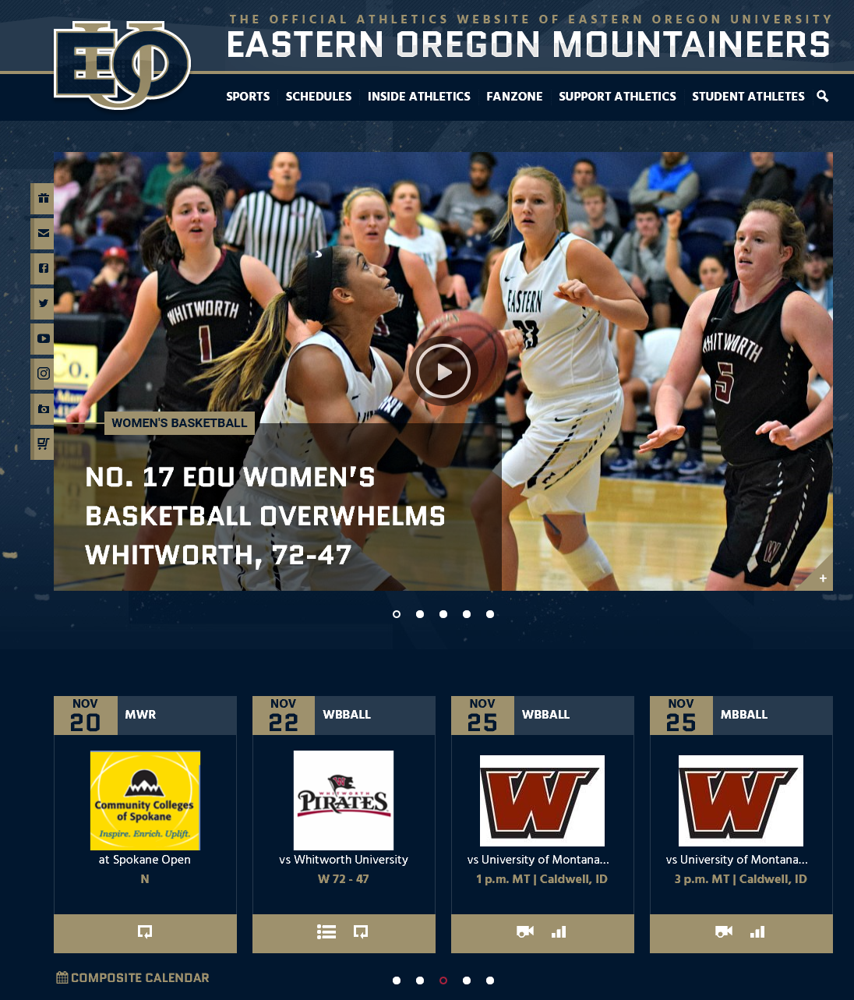 THE OFFICIAL ATHLETICS WEBSITE OF EASTERN OREGON UNIVERSITY
EASTERN OREGON MOUNTAINEERS
EOU
SPORTS SCHEDULES INSIDE ATHLETICS FANZONE SUPPORT ATHLETICS STUDENT ATHLETES
WHITWORTH
1
EASTERN
33
WHITWORTH
5
Co.
W
WOMEN'S BASKETBALL
NO. 17 EOU WOMEN'S
BASKETBALL OVERWHELMS
WHITWORTH, 72-47
+
NOV
20
MWR
Community Colleges
of Spokane
Inspire. Enrich. Uplift.
at Spokane Open
N
NOV
22
WBBALL
WHITWORTH
PIRATES
vs Whitworth University
W 72 - 47
NOV
25
WBBALL
W
vs University of Montana...
1 p.m. MT | Caldwell, ID
NOV
25
MBBALL
W
vs University of Montana...
3 p.m. MT | Caldwell, ID
COMPOSITE CALENDAR